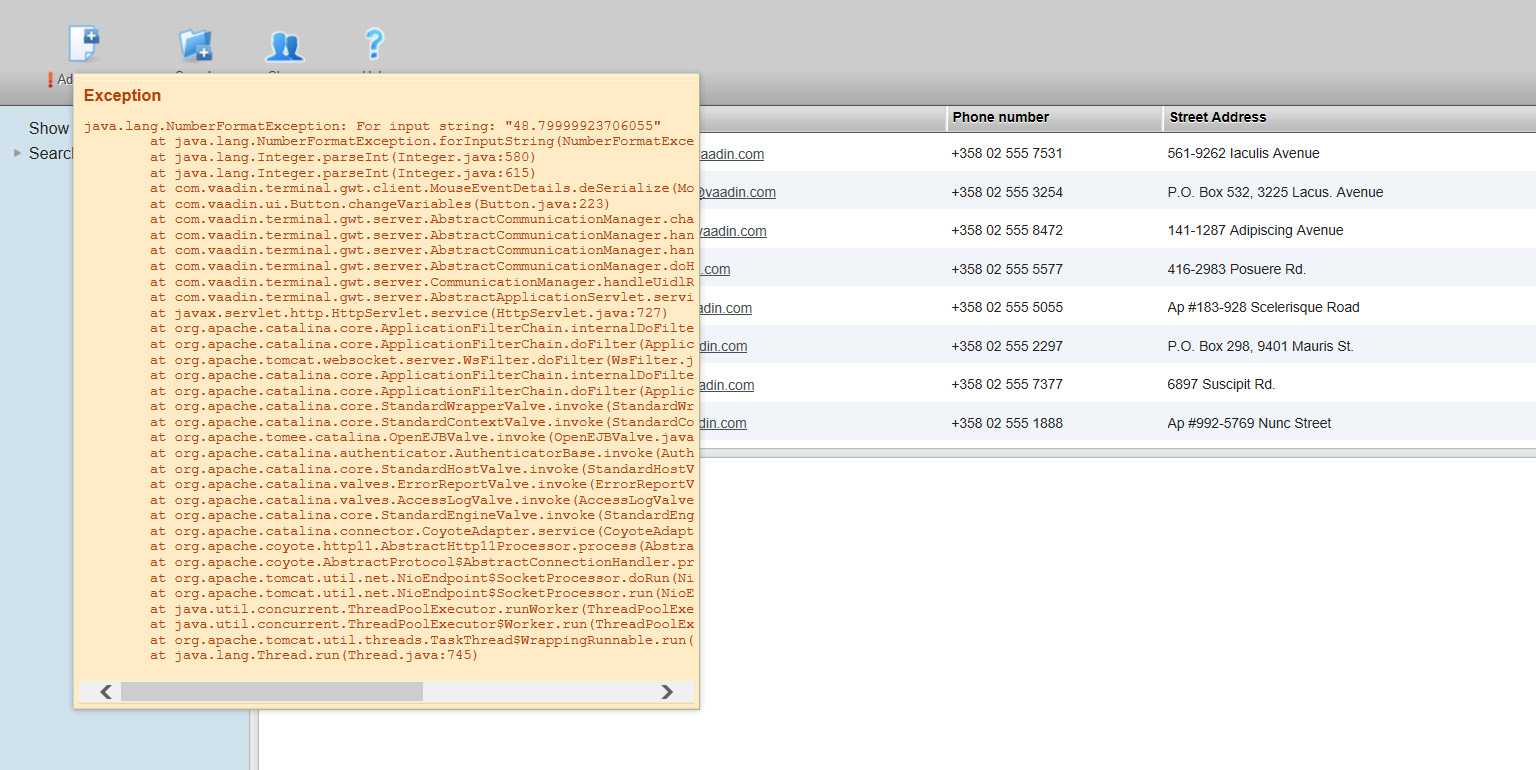 Ad
Exception
java.lang.NumberFormatException: For input string: "48.79999923706055"
at java.lang.NumberFormatException.forInputString(NumberFormatExce
at java.lang.Integer.parseInt(Integer.java:580)
at java.lang.Integer.parseInt(Integer.java:615)
at com.vaadin.terminal.gwt.client.MouseEventDetails.deSerialize(Mo
at com.vaadin.ui.Button.changeVariables(Button.java:223)
at com.vaadin.terminal.gwt.server.AbstractCommunicationManager.cha
at com.vaadin.terminal.gwt.server.AbstractCommunicationManager.han
at com.vaadin.terminal.gwt.server.AbstractCommunicationManager.han
at com.vaadin.terminal.gwt.server.AbstractCommunicationManager.doH
at com.vaadin.terminal.gwt.server.CommunicationManager.handleUidlR
at com.vaadin.terminal.gwt.server.AbstractApplicationServlet.servi
at javax.servlet.http.HttpServlet.service(HttpServlet.java:727)
at org.apache.catalina.core.ApplicationFilterChain.internalDoFilte
at org.apache.catalina.core.ApplicationFilterChain.doFilter(Applic
at org.apache.tomcat.websocket.server.WsFilter.doFilter(WsFilter.j
at org.apache.catalina.core.ApplicationFilterChain.internalDoFilte
at org.apache.catalina.core.ApplicationFilterChain.doFilter(Applic
at org.apache.catalina.core.StandardWrapperValve.invoke(StandardWr
at org.apache.catalina.core.StandardContextValve.invoke(StandardCo
at org.apache.tomee.catalina.OpenEJBValve.invoke(OpenEJBValve.java
at org.apache.catalina.authenticator.AuthenticatorBase.invoke(Auth
at org.apache.catalina.core.StandardHostValve.invoke(StandardHostV
at org.apache.catalina.valves.ErrorReportValve.invoke(ErrorReportV
at org.apache.catalina.valves.AccessLogValve.invoke(AccessLogValve
at org.apache.catalina.core.StandardEngineValve.invoke(StandardEng
at org.apache.catalina.connector.CoyoteAdapter.service(CoyoteAdapt
at org.apache.coyote.http11.AbstractHttp11Processor.process(Abstra
at org.apache.coyote.AbstractProtocol$AbstractConnectionHandler.pr
at org.apache.tomcat.util.net.NioEndpoint$SocketProcessor.doRun(Ni
at org.apache.tomcat.util.net.NioEndpoint$SocketProcessor.run(NioE
at java.util.concurrent.ThreadPoolExecutor.runWorker(ThreadPoolExe
at java.util.concurrent.ThreadPoolExecutor$Worker.run(ThreadPoolEx
at org.apache.tomcat.util.threads.TaskThread$WrappingRunnable.run(
at java.lang.Thread.run(Thread.java:745)
Show
Search
Phone number Street Address
vaadin.com +358 02 555 7531 561-9262 Iaculis Avenue
@vaadin.com +358 02 555 3254 P.O. Box 532, 3225 Lacus. Avenue
vaadin.com +358 02 555 8472 141-1287 Adipiscing Avenue
.com +358 02 555 5577 416-2983 Posuere Rd.
adin.com +358 02 555 5055 Ap #183-928 Scelerisque Road
din.com +358 02 555 2297 P.O. Box 298, 9401 Mauris St.
adin.com +358 02 555 7377 6897 Suscipit Rd.
din.com +358 02 555 1888 Ap #992-5769 Nunc Street